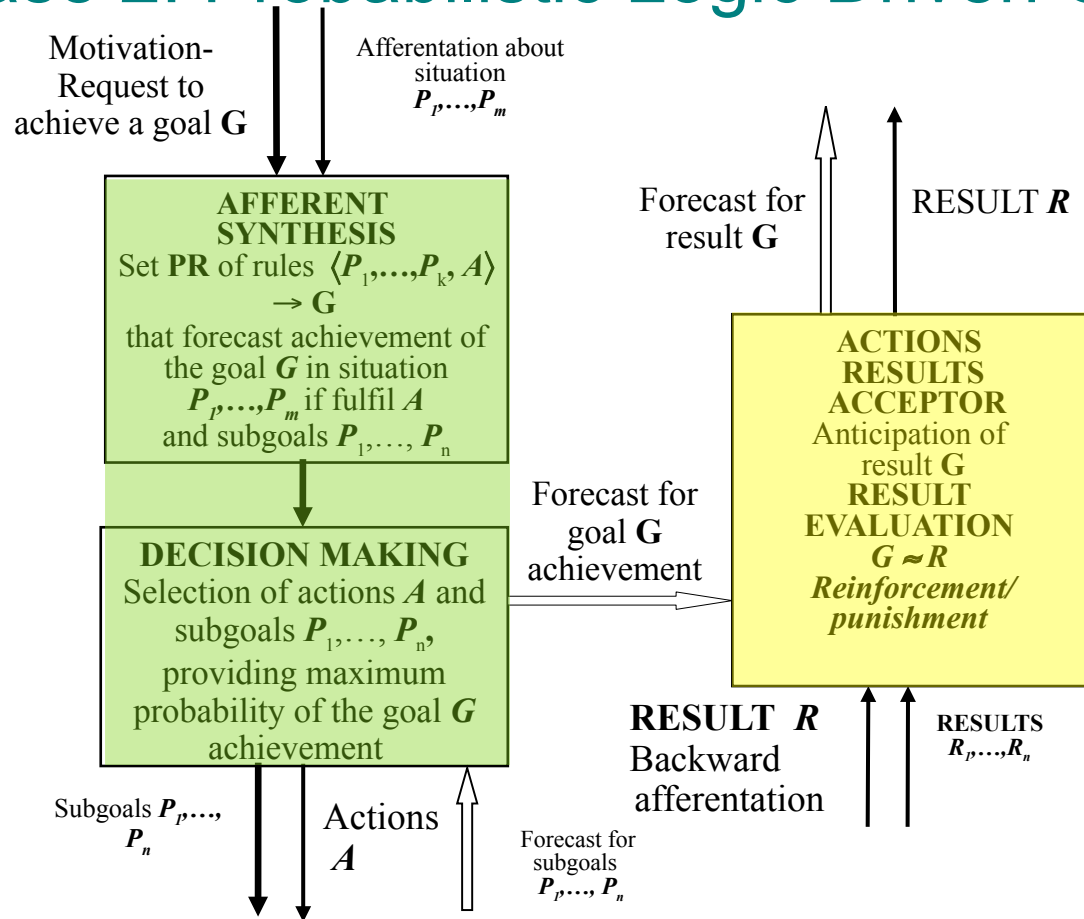 2. Probabilistic Logic Driven
Motivation-
Request to
achieve a goal G
Afferentation about
situation
P₁,…,Pₘ
AFFERENT
SYNTHESIS
Set PR of rules ⟨P₁,…,Pₖ, A⟩
→ G
that forecast achievement of
the goal G in situation
P₁,…,Pₘ if fulfil A
and subgoals P₁,…, Pₙ
DECISION MAKING
Selection of actions A and
subgoals P₁,…, Pₙ,
providing maximum
probability of the goal G
achievement
Subgoals P₁,…,
Pₙ
Actions
A
Forecast for
subgoals
P₁,…, Pₙ
Forecast for
goal G
achievement
Forecast for
result G
RESULT R
ACTIONS
RESULTS
ACCEPTOR
Anticipation of
result G
RESULT
EVALUATION
G ≈ R
Reinforcement/
punishment
RESULT R
Backward
afferentation
RESULTS
R₁,…,Rₙ